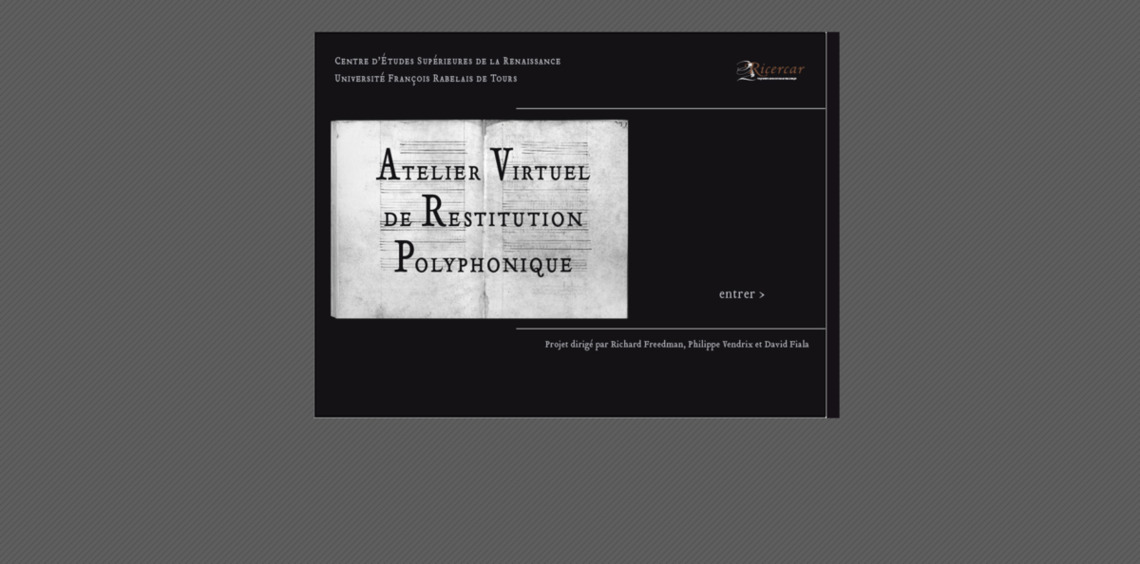 Centre d'Études Supérieures de la Renaissance
Université François Rabelais de Tours
Ricercar
Atelier Virtuel
de Restitution
Polyphonique
entrer >
Projet dirigé par Richard Freedman, Philippe Vendrix et David Fiala